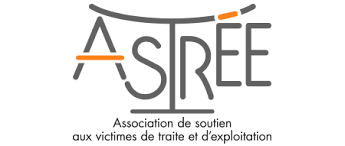 ASTRÉE
Association de soutien
aux victimes de traite et d'exploitation